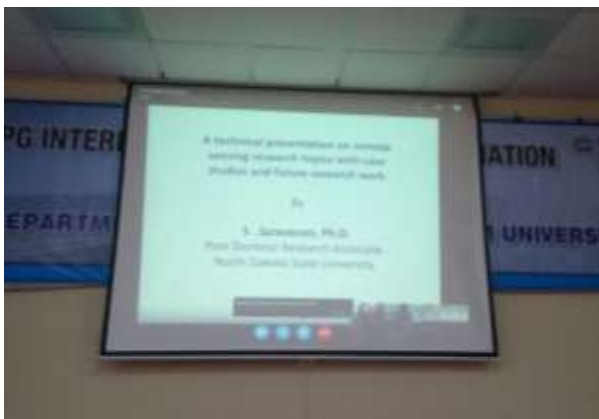 PG INTER
ATION
EPARTM
UNIVERS
A technical presentation on remote
sensing research topics with case
studies and future research work
By
Ph.D.
Post Doctoral Research Associate
North Dakota State University